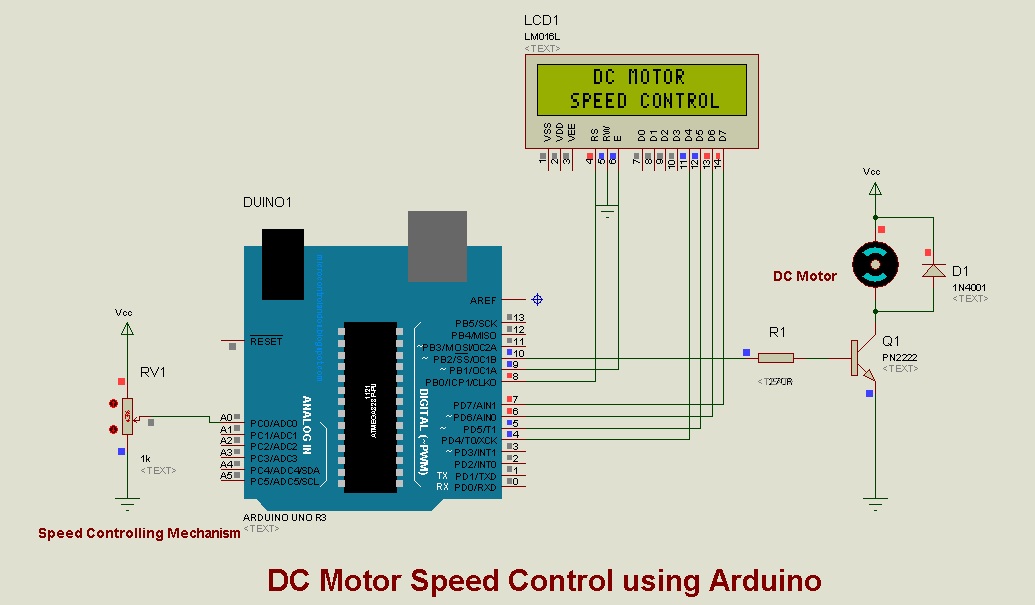 LCD1
LM016L
<TEXT>
DC MOTOR
SPEED CONTROL
VSS
VDD
VEE
RS
RW
E
D0
D1
D2
D3
D4
D5
D6
D7
1
2
3
4
5
6
7
8
9
10
11
12
13
14
DUINO1
AREF
RESET
PB5/SCK
13
PB4/MISO
12
~PB3/MOSI/OC2A
11
~ PB2/SS/OC1B
10
~ PB1/OC1A
9
PB0/ICP1/CLKO
8
PD7/AIN1
7
~ PD6/AIN0
6
~ PD5/T1
5
PD4/T0/XCK
4
~ PD3/INT1
3
PD2/INT0
2
TX PD1/TXD
1
RX PD0/RXD
0
DIGITAL (~PWM)
ANALOG IN
1121
A0
PC0/ADC0
A1
PC1/ADC1
A2
PC2/ADC2
A3
PC3/ADC3
A4
PC4/ADC4/SDA
A5
PC5/ADC5/SCL
ARDUINO UNO R3
<TEXT>
Vcc
RV1
1k
<TEXT>
Speed Controlling Mechanism
Vcc
DC Motor
D1
1N4001
<TEXT>
R1
270R
Q1
PN2222
<TEXT>
DC Motor Speed Control using Arduino